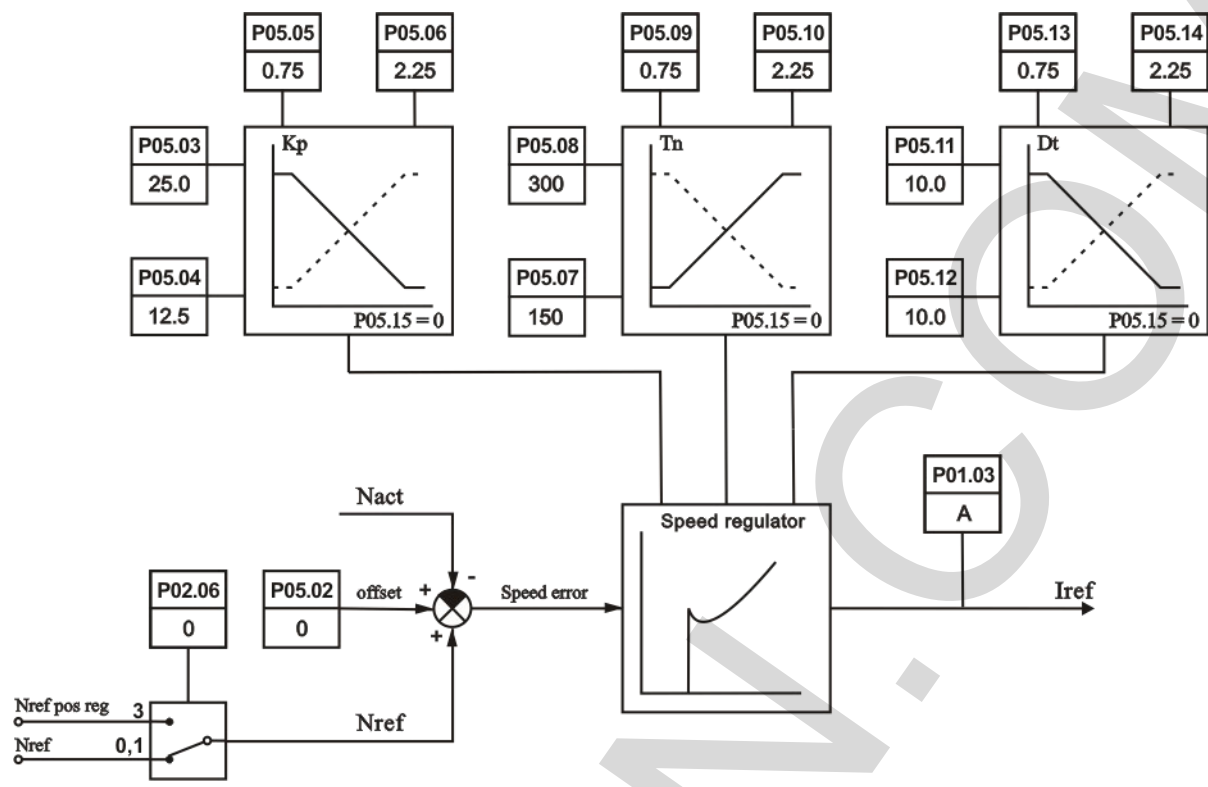 P05.05 P05.06 P05.09 P05.10 P05.13 P05.14
0.75 2.25 0.75 2.25 0.75 2.25
P05.03 Kp P05.08 Tn P05.11 Dt
25.0 300 10.0
P05.04 P05.07 P05.12
12.5 150 10.0
P05.15 = 0 P05.15 = 0 P05.15 = 0
P01.03
A
Nact
Speed regulator
P02.06 P05.02 offset + - Speed error Iref
0 0 +
Nref pos reg 3
Nref 0,1
Nref
N.COM